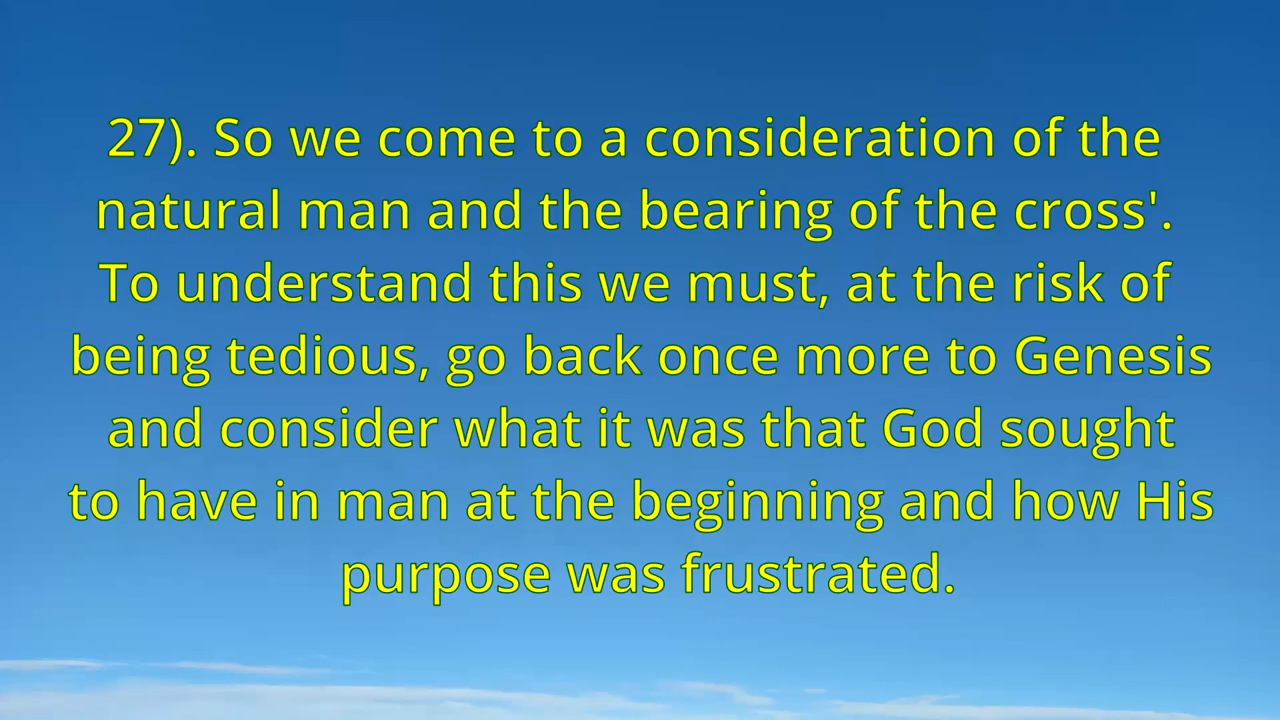 27). So we come to a consideration of the
natural man and the bearing of the cross'.
To understand this we must, at the risk of
being tedious, go back once more to Genesis
and consider what it was that God sought
to have in man at the beginning and how His
purpose was frustrated.